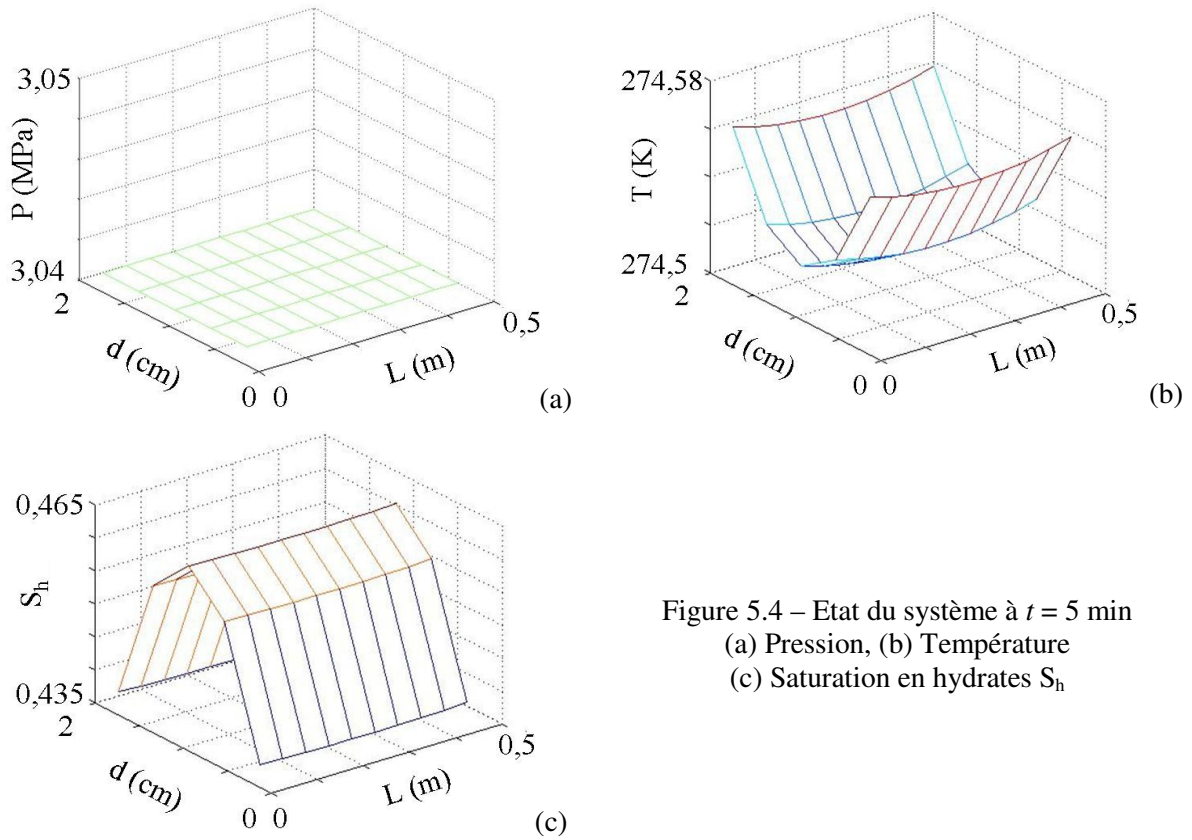 3,05
P (MPa)
3,04
2
d (cm)
0 0
L (m)
0,5
(a)
274,58
T (K)
274,5
2
d (cm)
0 0
L (m)
0,5
(b)
0,465
Sh
0,435
2
d (cm)
0 0
L (m)
0,5
(c)
Figure 5.4 – Etat du système à t = 5 min
(a) Pression, (b) Température
(c) Saturation en hydrates Sh